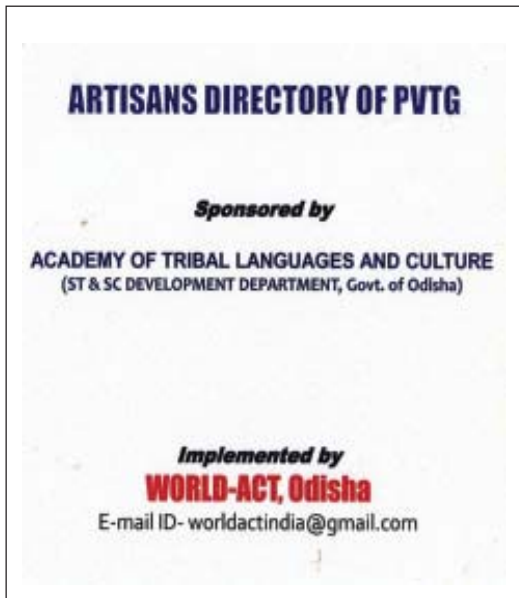 ARTISANS DIRECTORY OF PVTG
Sponsored by
ACADEMY OF TRIBAL LANGUAGES AND CULTURE
(ST & SC DEVELOPMENT DEPARTMENT, Govt. of Odisha)
Implemented by
WORLD-ACT, Odisha
E-mail ID- worldactindia@gmail.com